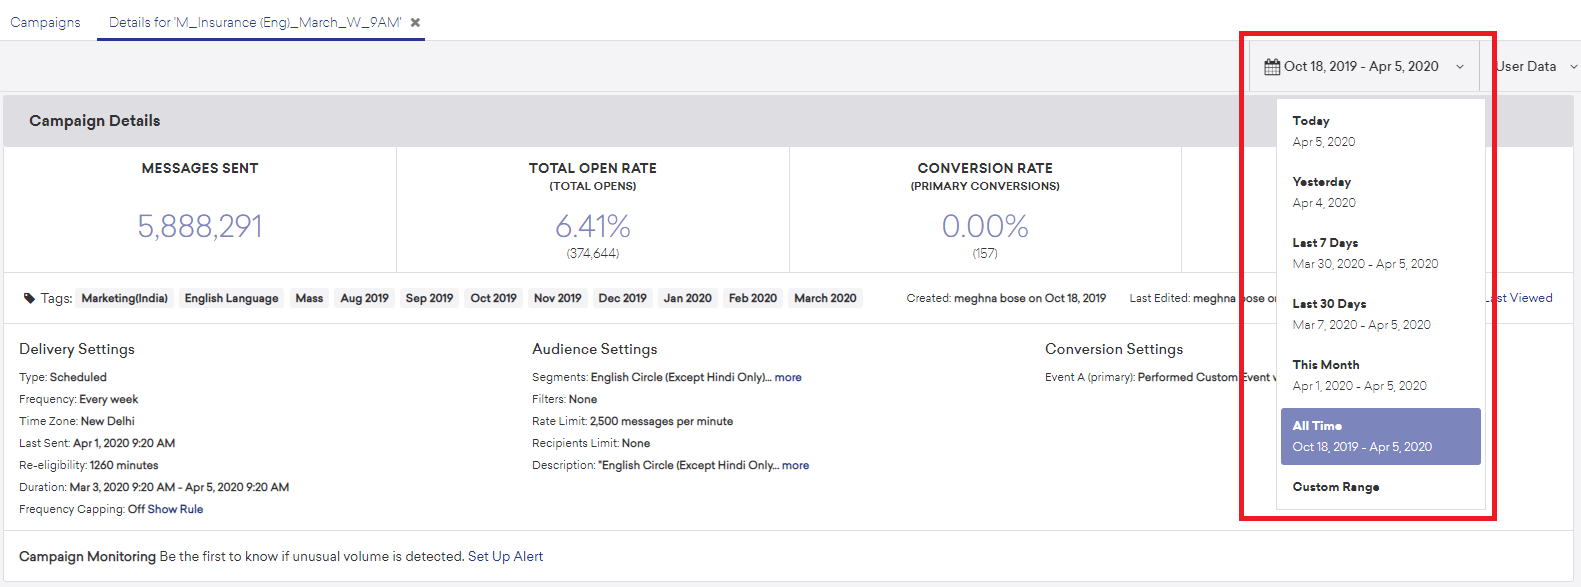 Campaigns Details for 'M_Insurance (Eng)_March_W_9AM'
Oct 18, 2019 - Apr 5, 2020 User Data
Campaign Details
MESSAGES SENT
5,888,291
TOTAL OPEN RATE
(TOTAL OPENS)
6.41%
(374,644)
CONVERSION RATE
(PRIMARY CONVERSIONS)
0.00%
(157)
Tags: Marketing(India) English Language Mass Aug 2019 Sep 2019 Oct 2019 Nov 2019 Dec 2019 Jan 2020 Feb 2020 March 2020 Created: meghna bose on Oct 18, 2019 Last Edited: meghna bose on Last Viewed
Delivery Settings
Type: Scheduled
Frequency: Every week
Time Zone: New Delhi
Last Sent: Apr 1, 2020 9:20 AM
Re-eligibility: 1260 minutes
Duration: Mar 3, 2020 9:20 AM - Apr 5, 2020 9:20 AM
Frequency Capping: Off Show Rule
Audience Settings
Segments: English Circle (Except Hindi Only)... more
Filters: None
Rate Limit: 2,500 messages per minute
Recipients Limit: None
Description: "English Circle (Except Hindi Only... more
Conversion Settings
Event A (primary): Performed Custom Event
Today
Apr 5, 2020
Yesterday
Apr 4, 2020
Last 7 Days
Mar 30, 2020 - Apr 5, 2020
Last 30 Days
Mar 7, 2020 - Apr 5, 2020
This Month
Apr 1, 2020 - Apr 5, 2020
All Time
Oct 18, 2019 - Apr 5, 2020
Custom Range
Campaign Monitoring Be the first to know if unusual volume is detected. Set Up Alert